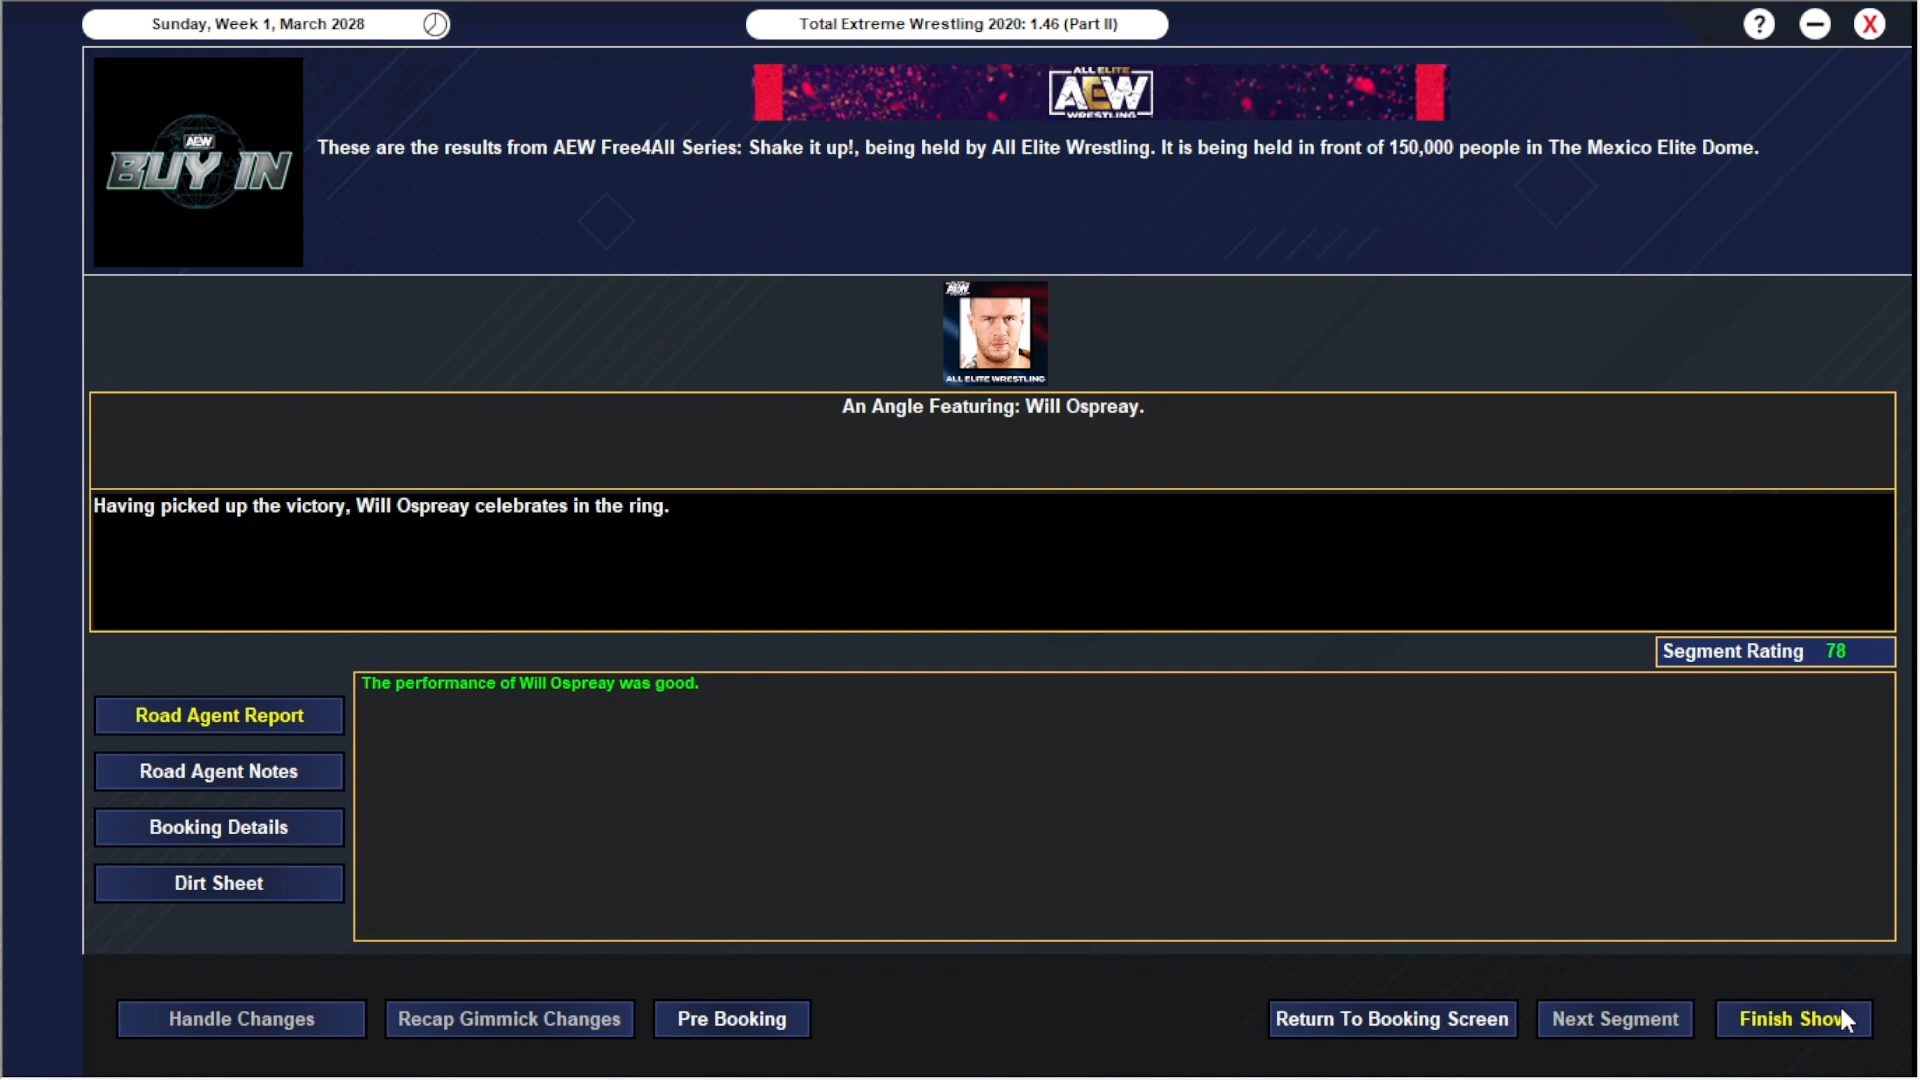 Sunday, Week 1, March 2028
Total Extreme Wrestling 2020: 1.46 (Part II)
?
X
ALL ELITE
AEW
WRESTLING
AEW
BUY IN
These are the results from AEW Free4All Series: Shake it up!, being held by All Elite Wrestling. It is being held in front of 150,000 people in The Mexico Elite Dome.
AEW
ALL ELITE WRESTLING
An Angle Featuring: Will Ospreay.
Having picked up the victory, Will Ospreay celebrates in the ring.
Segment Rating 78
The performance of Will Ospreay was good.
Road Agent Report
Road Agent Notes
Booking Details
Dirt Sheet
Handle Changes
Recap Gimmick Changes
Pre Booking
Return To Booking Screen
Next Segment
Finish Show